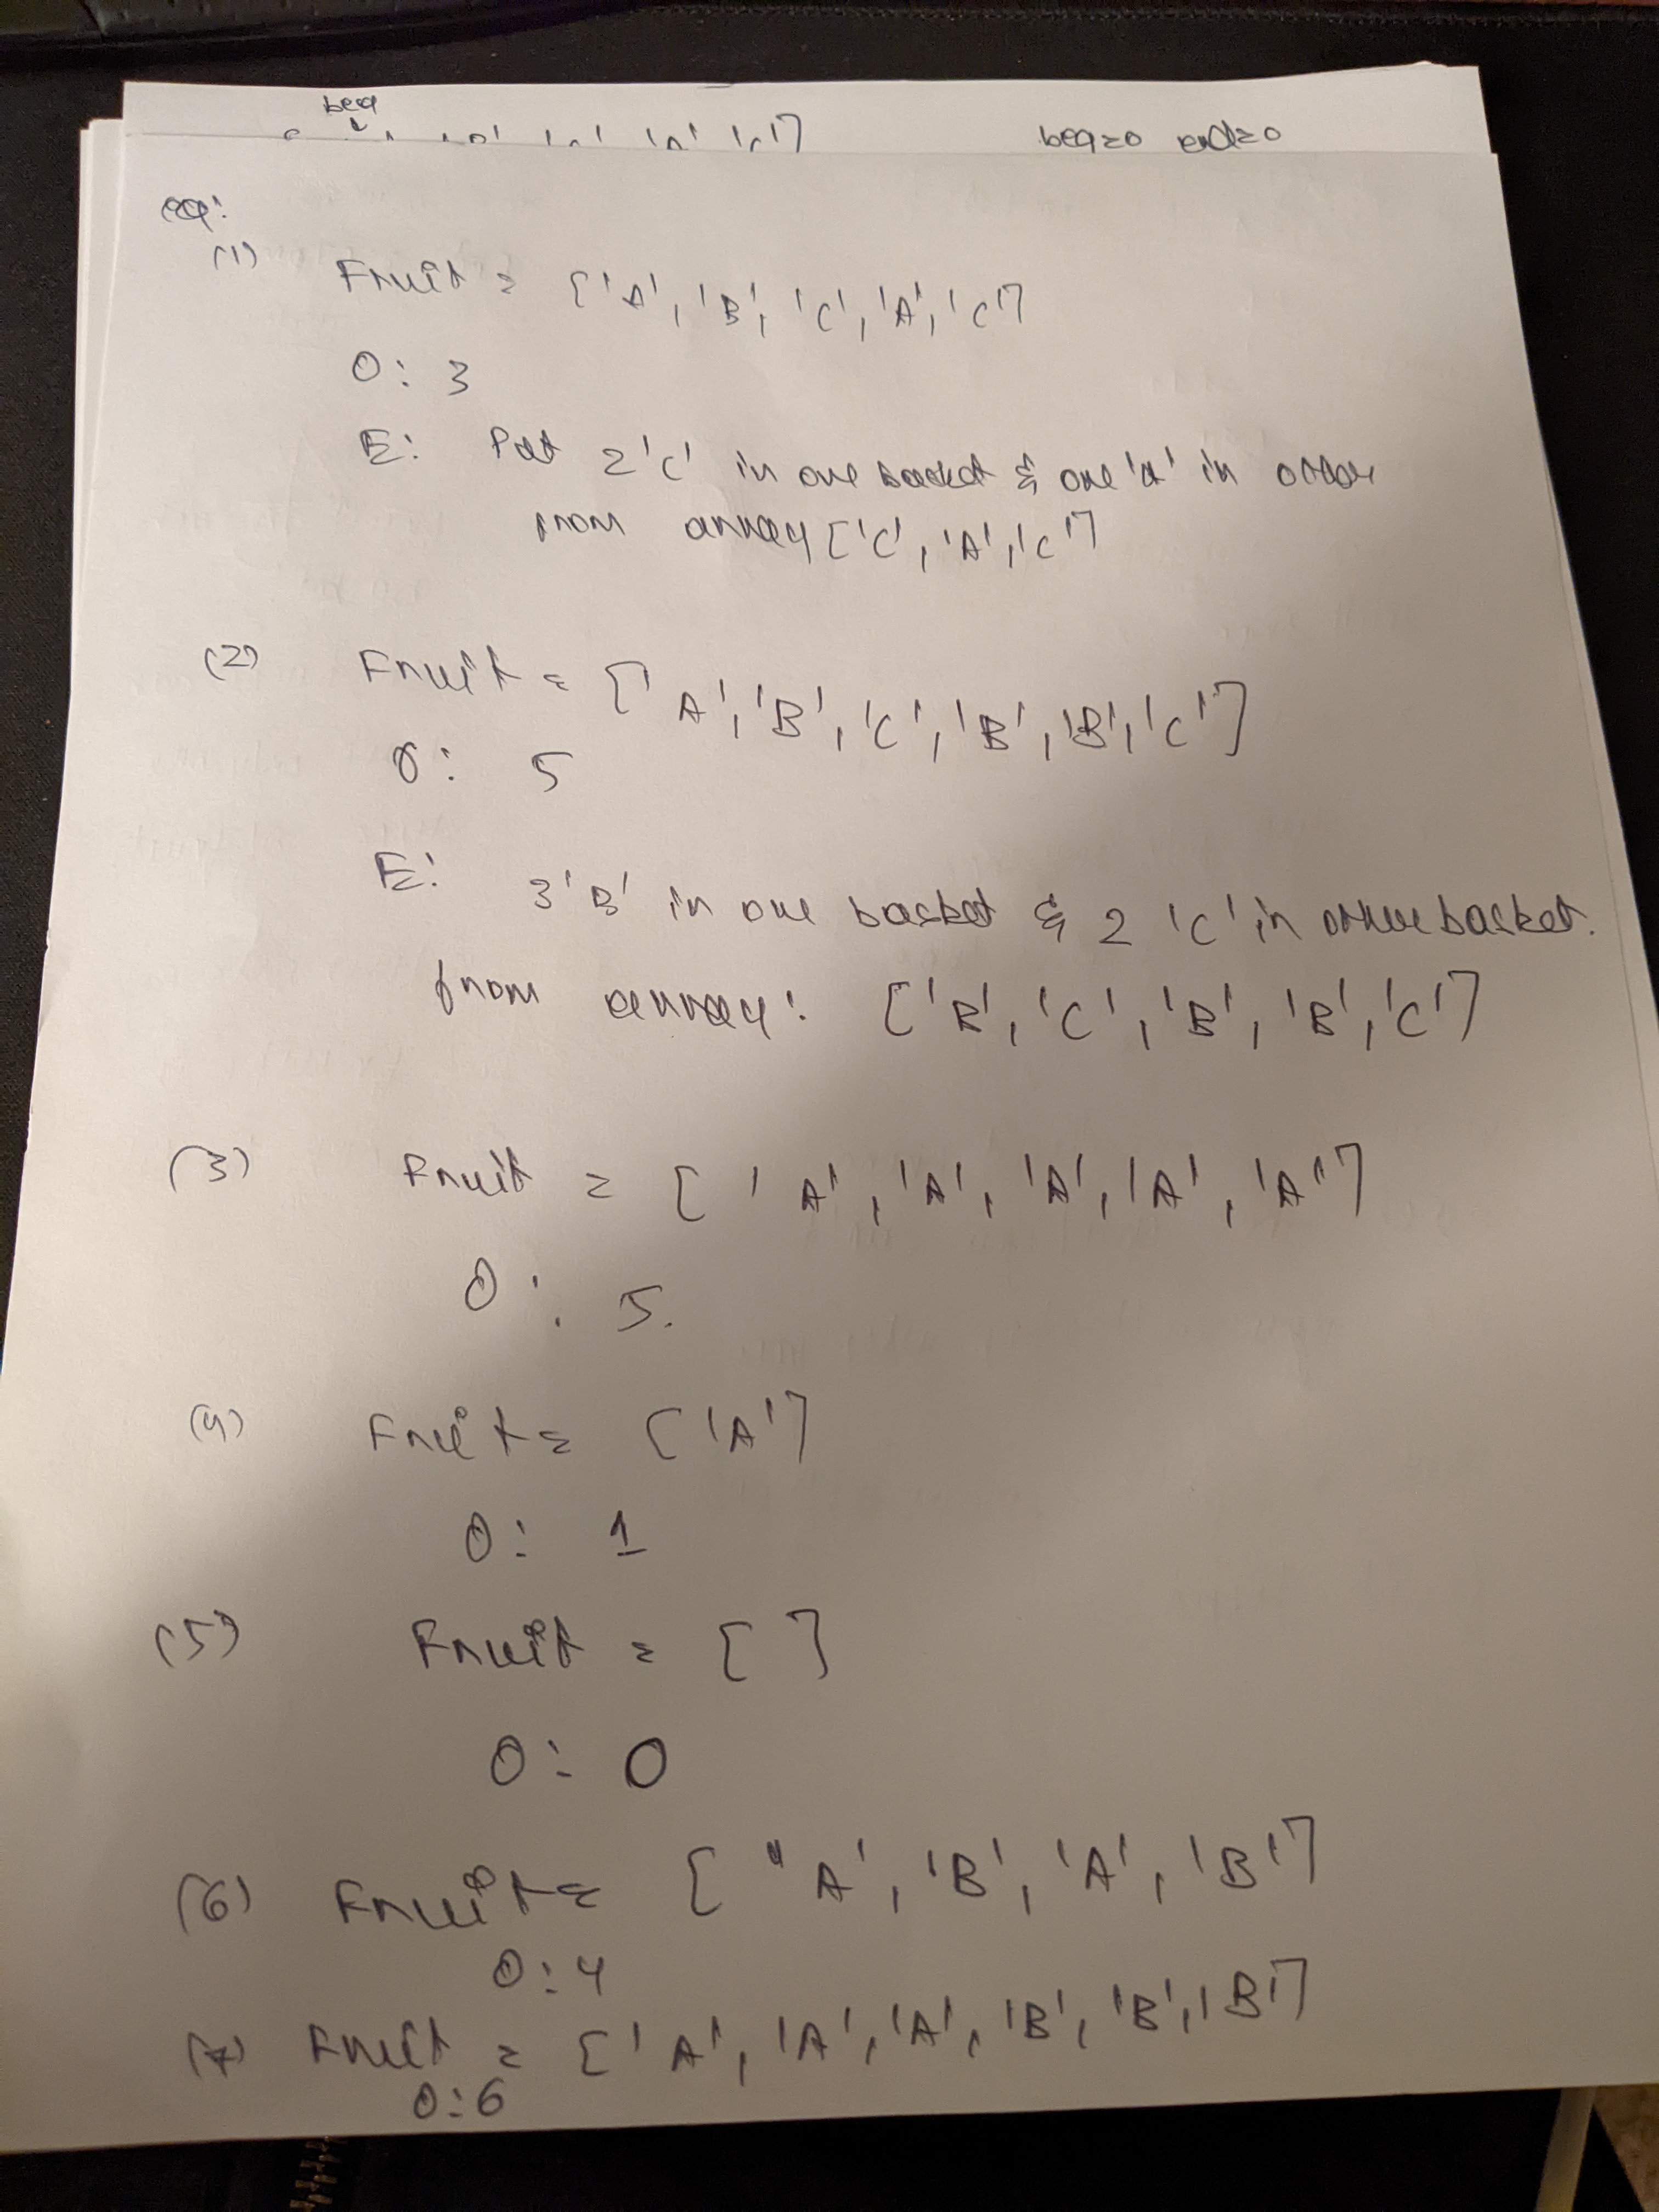 beg
beg=0 end=0
eg:
(1) Fruit = ['A', 'B', 'C', 'A', 'C']
O: 3
E: Put 2 'C' in one basket & one 'A' in other
from array ['C', 'A', 'C']
(2) Fruit = ['A', 'B', 'C', 'B', 'B', 'C']
O: 5
E: 3 'B' in one basket & 2 'C' in other basket.
from array: ['B', 'C', 'B', 'B', 'C']
(3) Fruit = ['A', 'A', 'A', 'A', 'A']
O: 5.
(4) Fruit = ['A']
O: 1
(5) Fruit = [ ]
O: 0
(6) Fruit = ['A', 'B', 'A', 'B']
O: 4
(7) Fruit = ['A', 'A', 'A', 'B', 'B', 'B']
O: 6